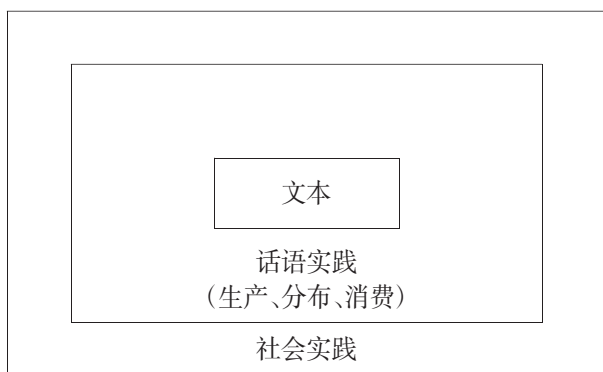 文本
话语实践
（生产、分布、消费）
社会实践